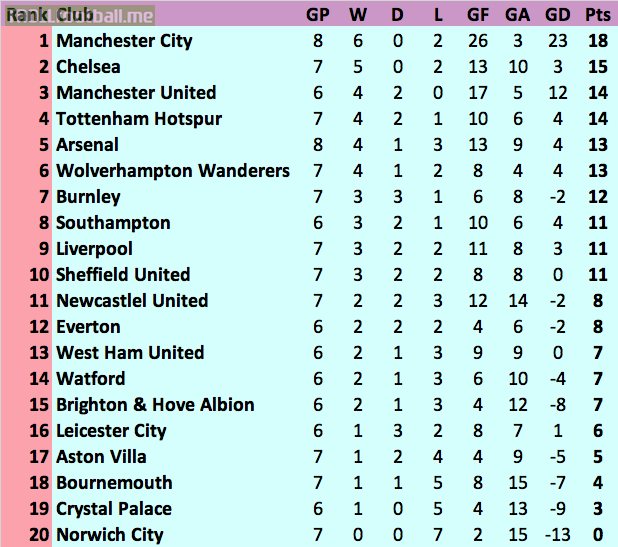 Rank Club GP W D L GF GA GD Pts
1 Manchester City 8 6 0 2 26 3 23 18
2 Chelsea 7 5 0 2 13 10 3 15
3 Manchester United 6 4 2 0 17 5 12 14
4 Tottenham Hotspur 7 4 2 1 10 6 4 14
5 Arsenal 8 4 1 3 13 9 4 13
6 Wolverhampton Wanderers 7 4 1 2 8 4 4 13
7 Burnley 7 3 3 1 6 8 -2 12
8 Southampton 6 3 2 1 10 6 4 11
9 Liverpool 7 3 2 2 11 8 3 11
10 Sheffield United 7 3 2 2 8 8 0 11
11 Newcastlel United 7 2 2 3 12 14 -2 8
12 Everton 6 2 2 2 4 6 -2 8
13 West Ham United 6 2 1 3 9 9 0 7
14 Watford 6 2 1 3 6 10 -4 7
15 Brighton & Hove Albion 6 2 1 3 4 12 -8 7
16 Leicester City 6 1 3 2 8 7 1 6
17 Aston Villa 7 1 2 4 4 9 -5 5
18 Bournemouth 7 1 1 5 8 15 -7 4
19 Crystal Palace 6 1 0 5 4 13 -9 3
20 Norwich City 7 0 0 7 2 15 -13 0